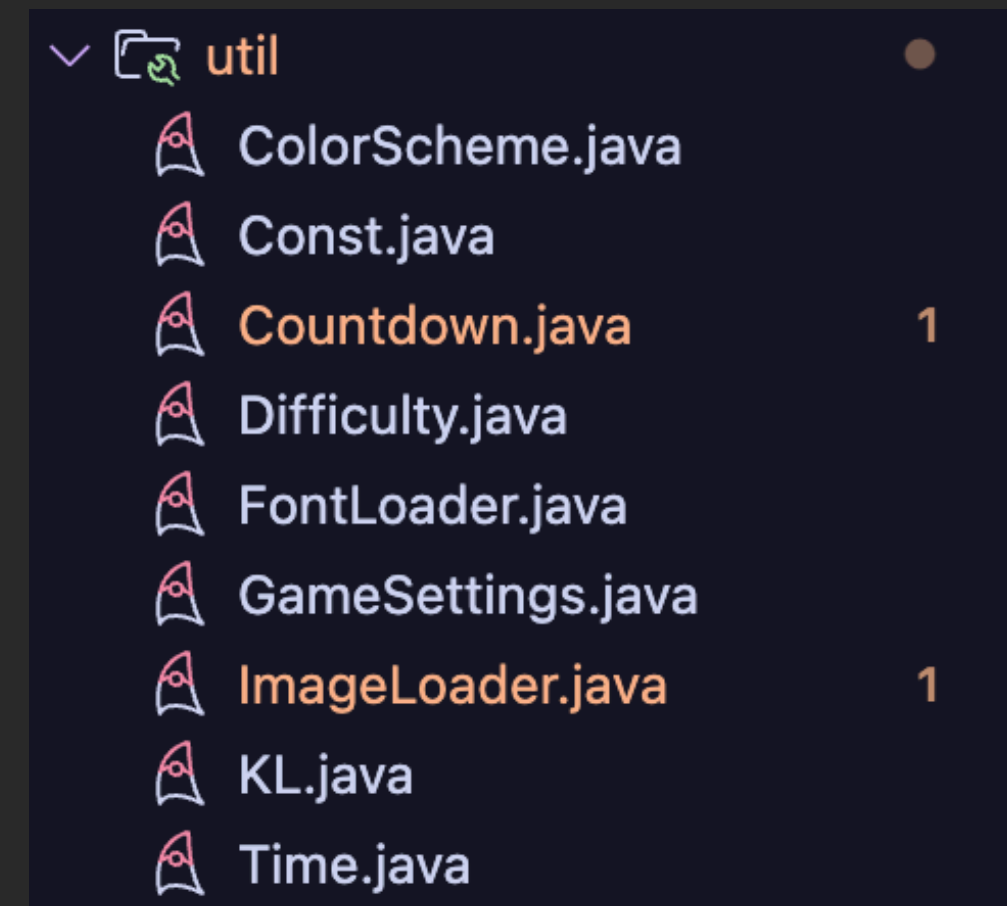 util
ColorScheme.java
Const.java
Countdown.java 1
Difficulty.java
FontLoader.java
GameSettings.java
ImageLoader.java 1
KL.java
Time.java